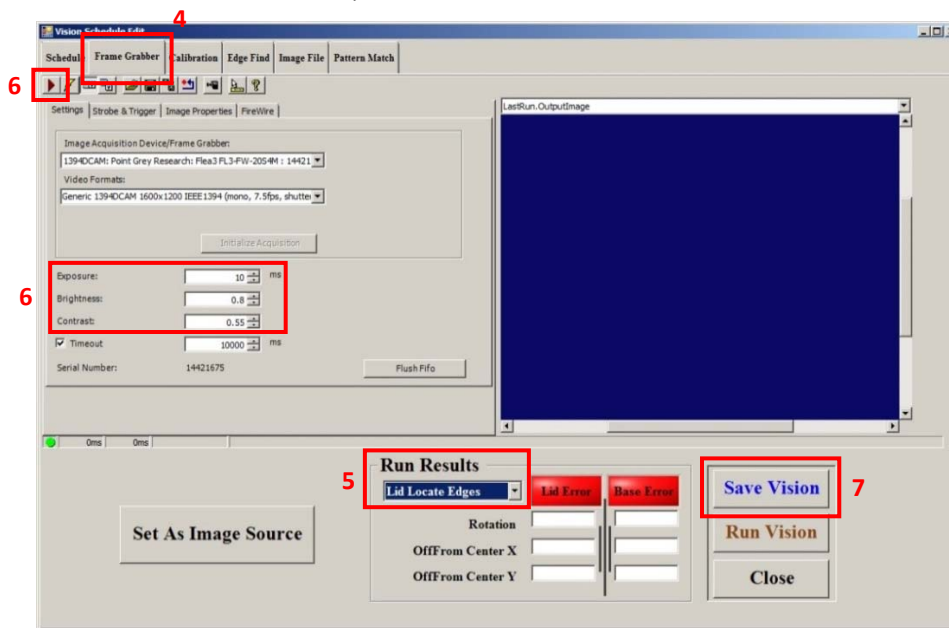 4
Vision Schedule Edit
Schedule Frame Grabber Calibration Edge Find Image File Pattern Match
6
Settings Strobe & Trigger Image Properties FireWire
LastRun.OutputImage
Image Acquisition Device/Frame Grabber:
1394DCAM: Point Grey Research: Flea3 FL3-FW-20S4M : 14421
Video Formats:
Generic 1394DCAM 1600x1200 IEEE1394 (mono, 7.5fps, shutter
Initialize Acquisition
6
Exposure: 10 ms
Brightness: 0.8
Contrast: 0.55
Timeout 10000 ms
Serial Number: 14421675 Flush Fifo
0ms 0ms
Run Results
5
Lid Locate Edges Lid Error Base Error
Save Vision 7
Set As Image Source
Rotation
Run Vision
OffFrom Center X
OffFrom Center Y
Close